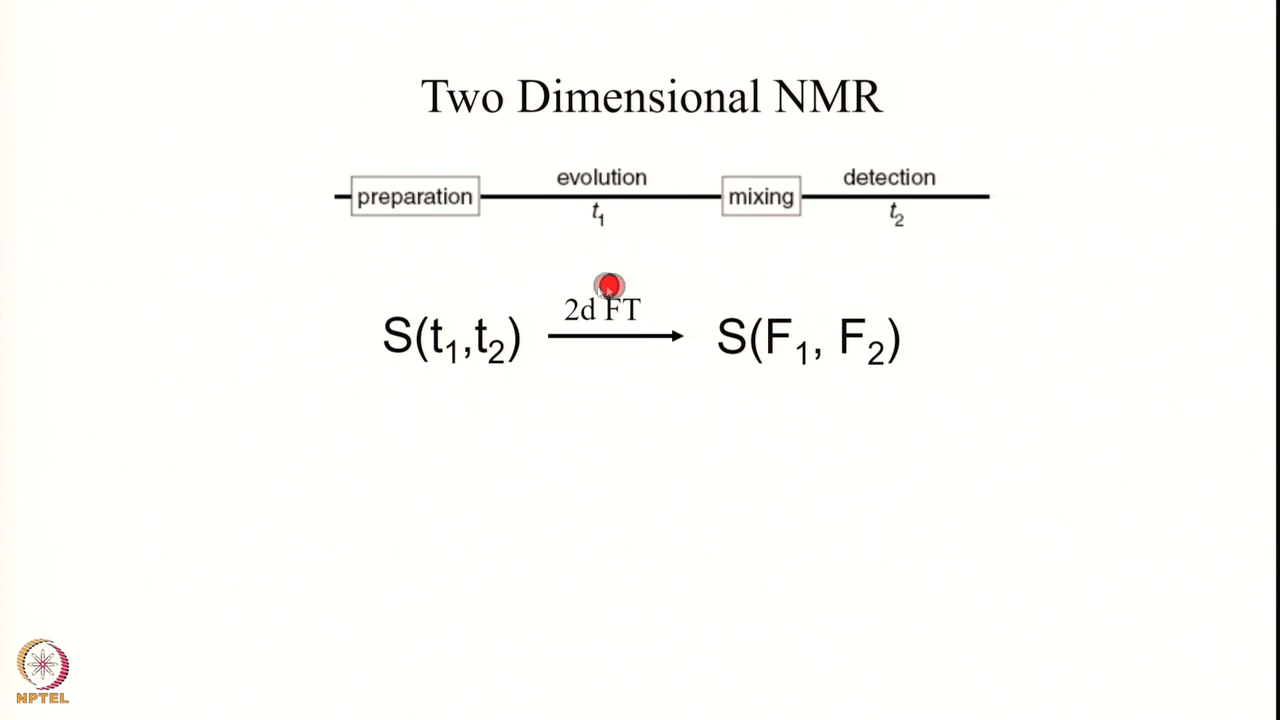 Two Dimensional NMR
preparation evolution mixing detection
t₁ t₂
2d FT
S(t₁,t₂) S(F₁, F₂)
NPTEL